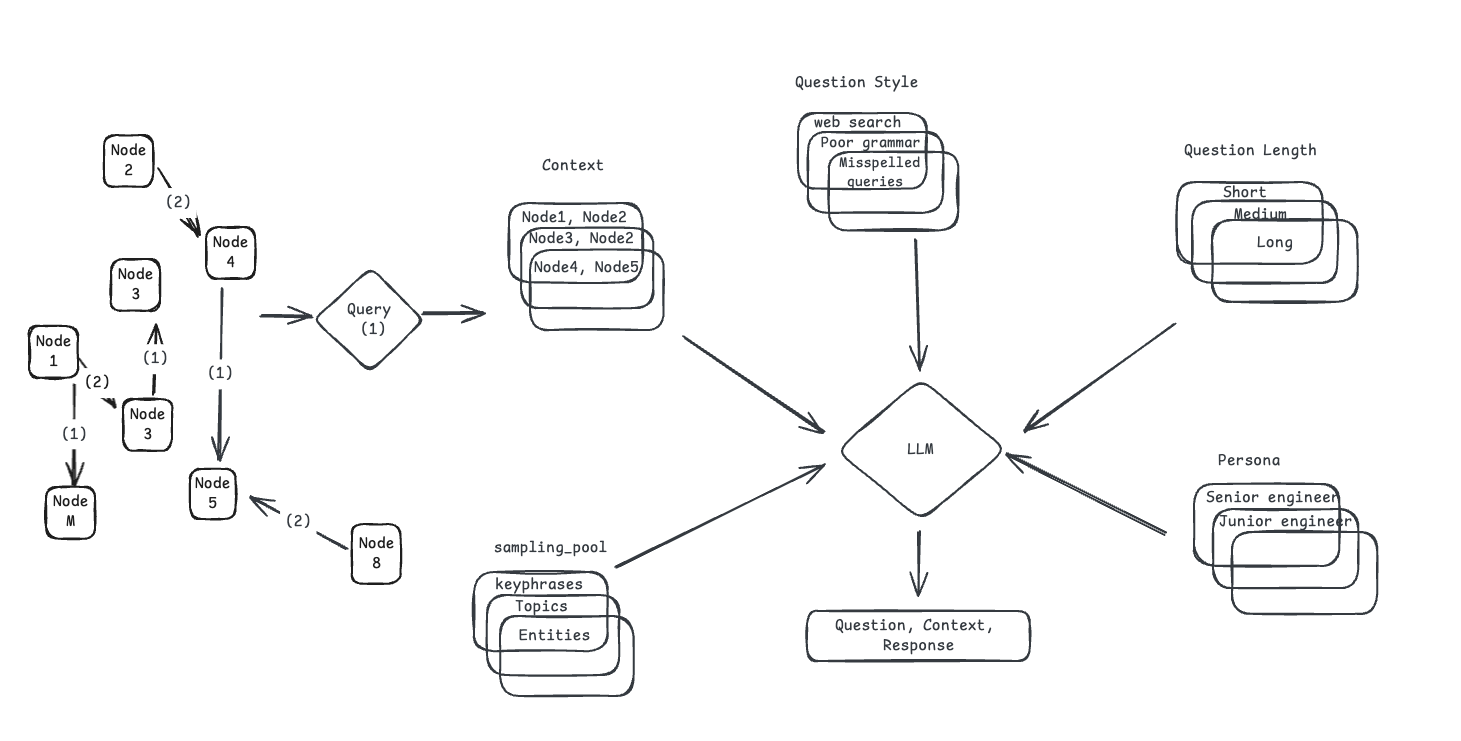 Node
2
(2)
Node
4
Node
3
Node
1
(1)
(2)
Node
3
(1)
Node
M
(1)
Node
5
(2)
Node
8
Query
(1)
Context
Node1, Node2
Node3, Node2
Node4, Node5
sampling_pool
keyphrases
Topics
Entities
Question Style
web search
Poor grammar
Misspelled
queries
Question Length
Short
Medium
Long
LLM
Persona
Senior engineer
Junior engineer
Question, Context,
Response